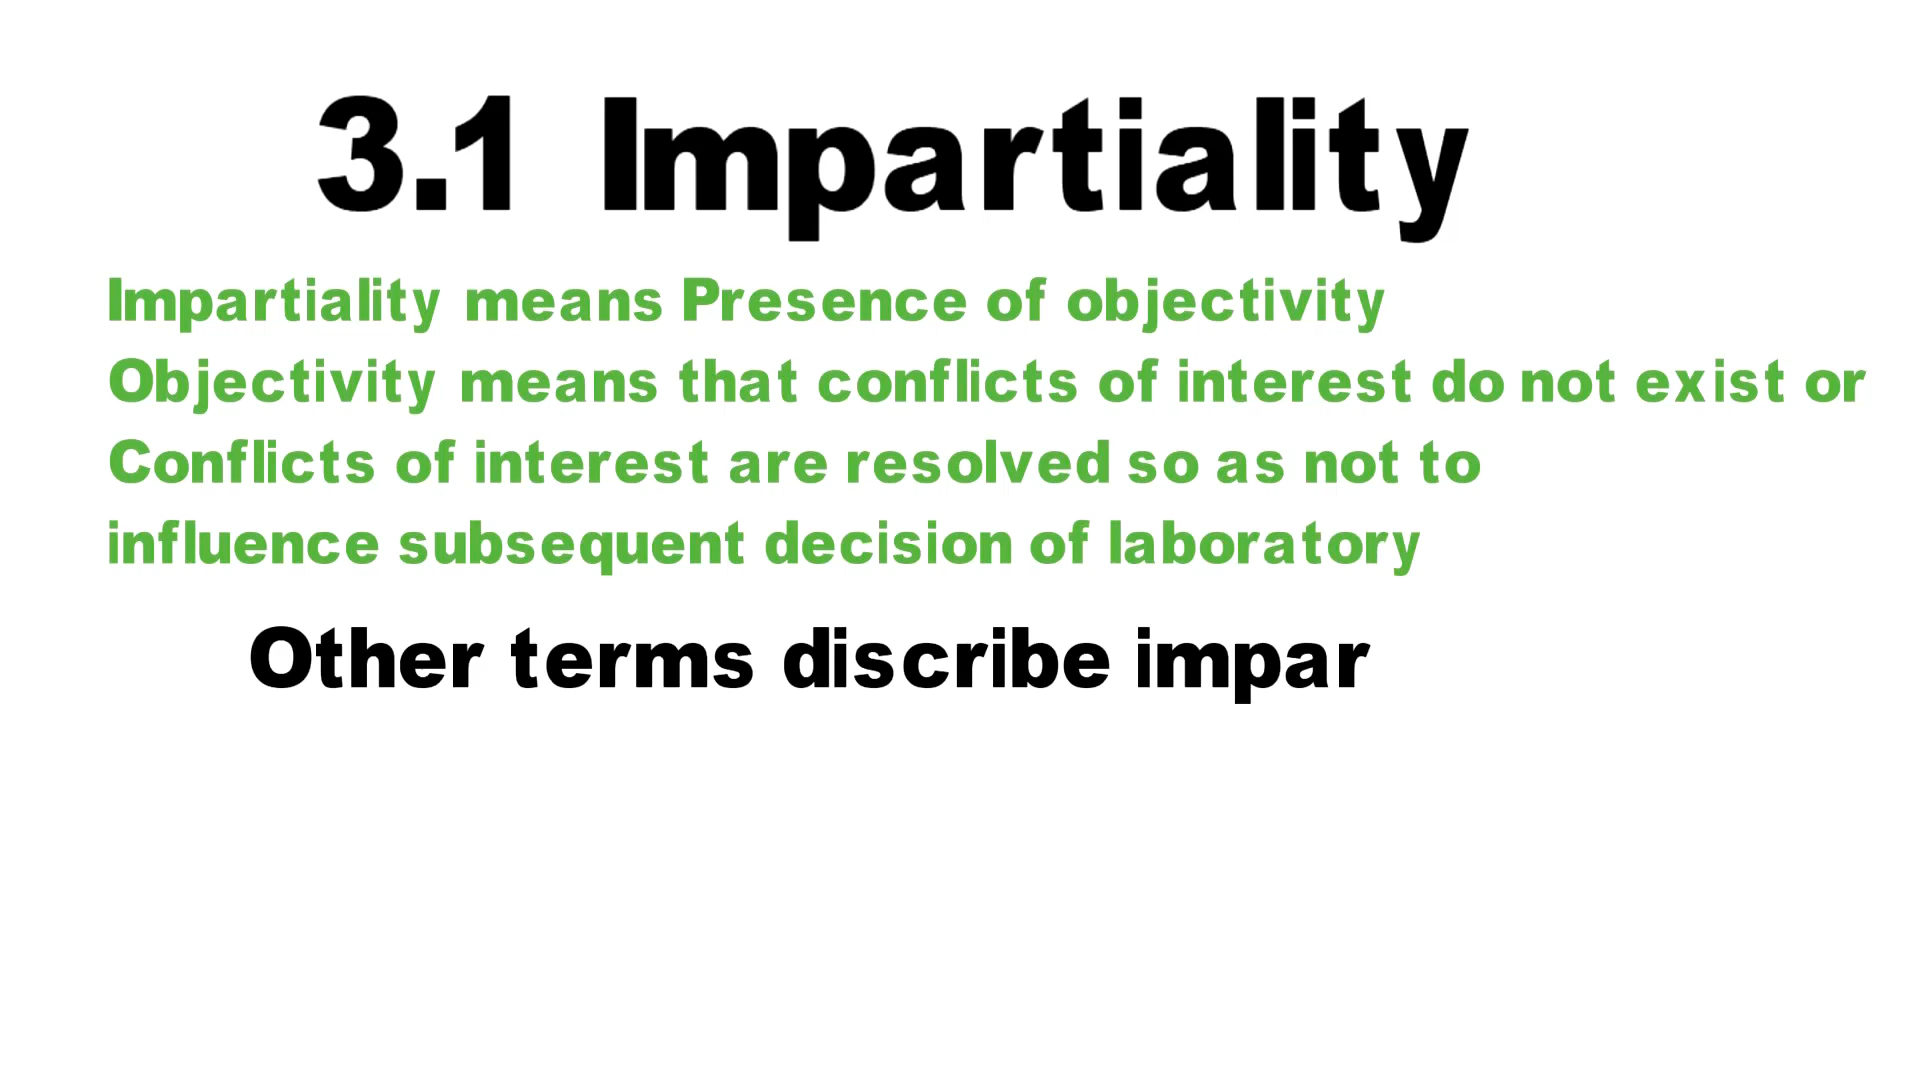 3.1 Impartiality
Impartiality means Presence of objectivity
Objectivity means that conflicts of interest do not exist or
Conflicts of interest are resolved so as not to
influence subsequent decision of laboratory
Other terms discribe impar